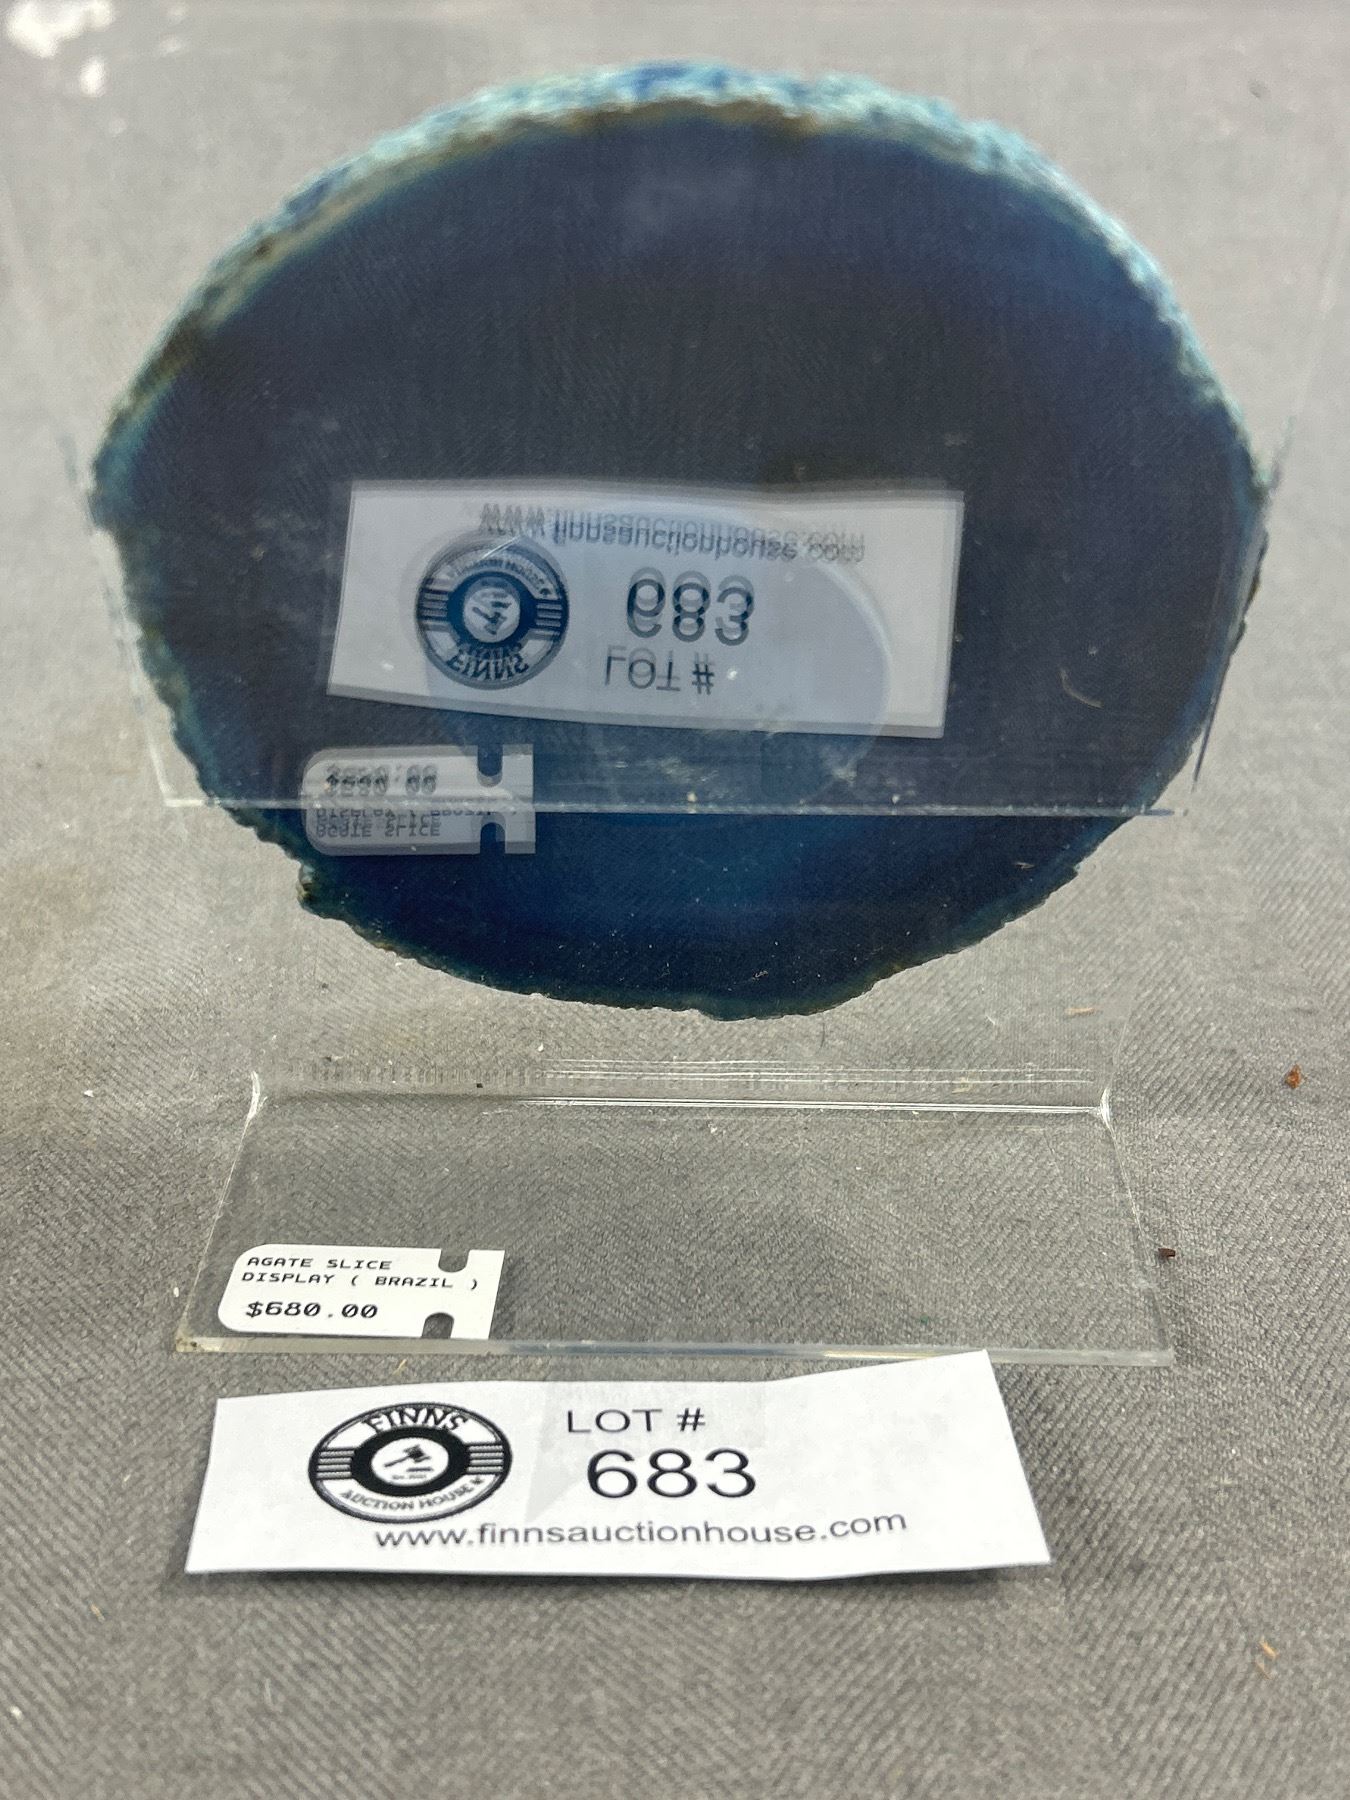 AGATE SLICE
DISPLAY ( BRAZIL )
$680.00
FINNS
AUCTION HOUSE
LOT #
683
www.finnsauctionhouse.com